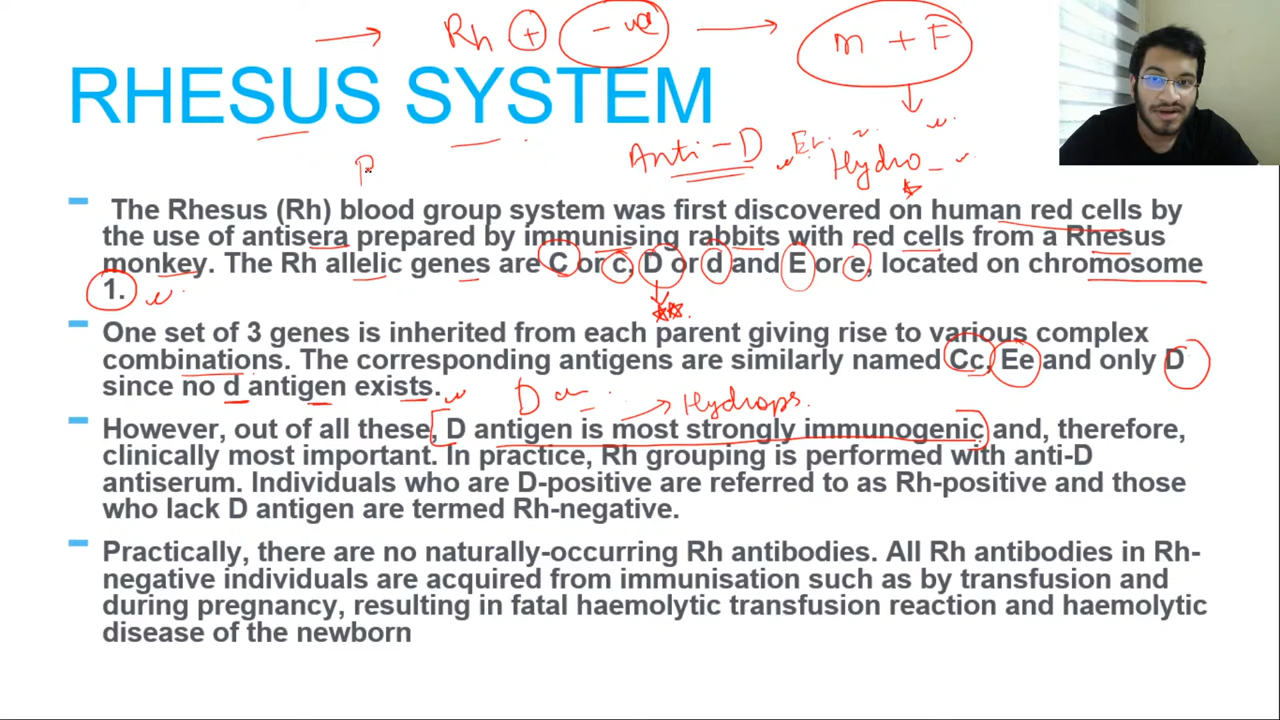 Rh + -ve m + F
RHESUS SYSTEM
Anti-D Hydro
The Rhesus (Rh) blood group system was first discovered on human red cells by
the use of antisera prepared by immunising rabbits with red cells from a Rhesus
monkey. The Rh allelic genes are C or c, D or d and E or e, located on chromosome
1.
One set of 3 genes is inherited from each parent giving rise to various complex
combinations. The corresponding antigens are similarly named Cc, Ee and only D
since no d antigen exists.
D Hydrops
However, out of all these, D antigen is most strongly immunogenic and, therefore,
clinically most important. In practice, Rh grouping is performed with anti-D
antiserum. Individuals who are D-positive are referred to as Rh-positive and those
who lack D antigen are termed Rh-negative.
Practically, there are no naturally-occurring Rh antibodies. All Rh antibodies in Rh-
negative individuals are acquired from immunisation such as by transfusion and
during pregnancy, resulting in fatal haemolytic transfusion reaction and haemolytic
disease of the newborn